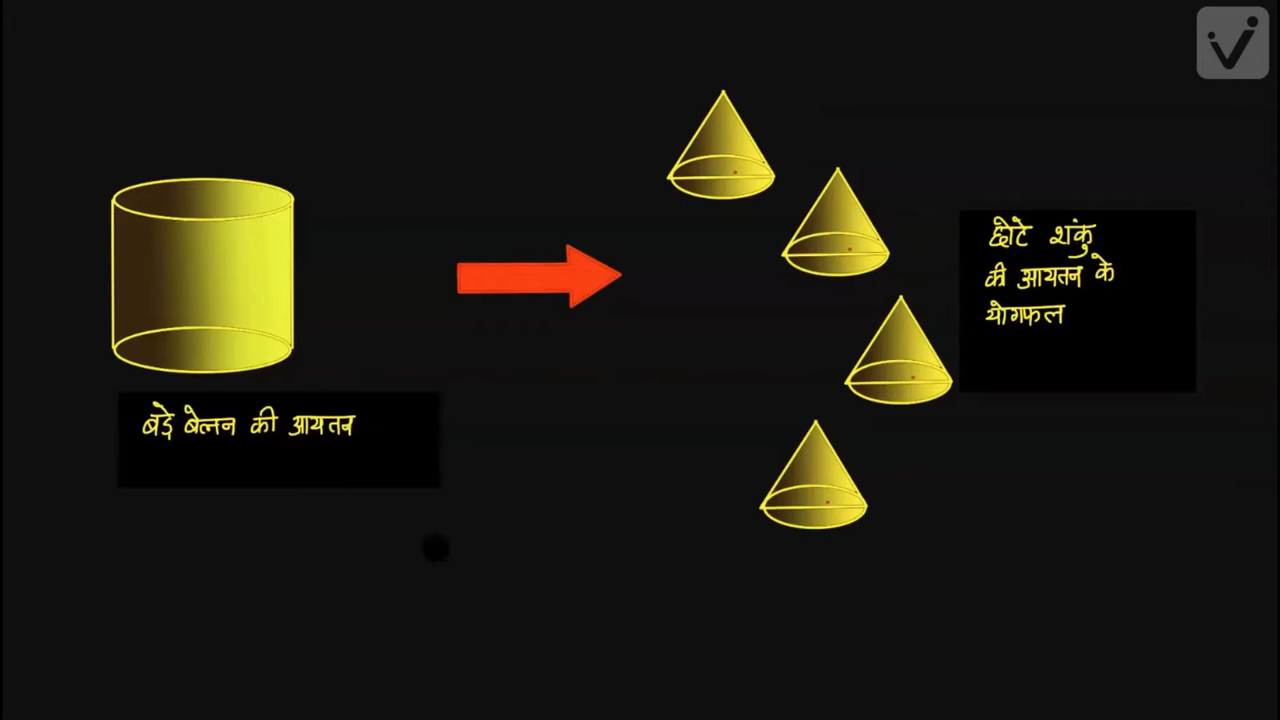 बड़े बेलन की आयतन
छोटे शंकु
की आयतन के
योगफल